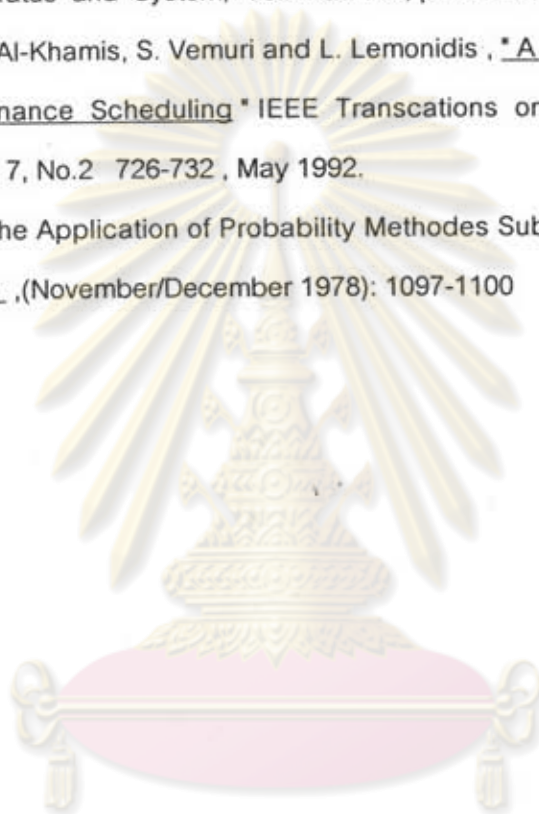 Al-Khamis, S. Vemuri and L. Lemonidis , " A
nance Scheduling " IEEE Transcations or
7, No.2 726-732 , May 1992.
he Application of Probability Methodes Sub
,(November/December 1978): 1097-1100